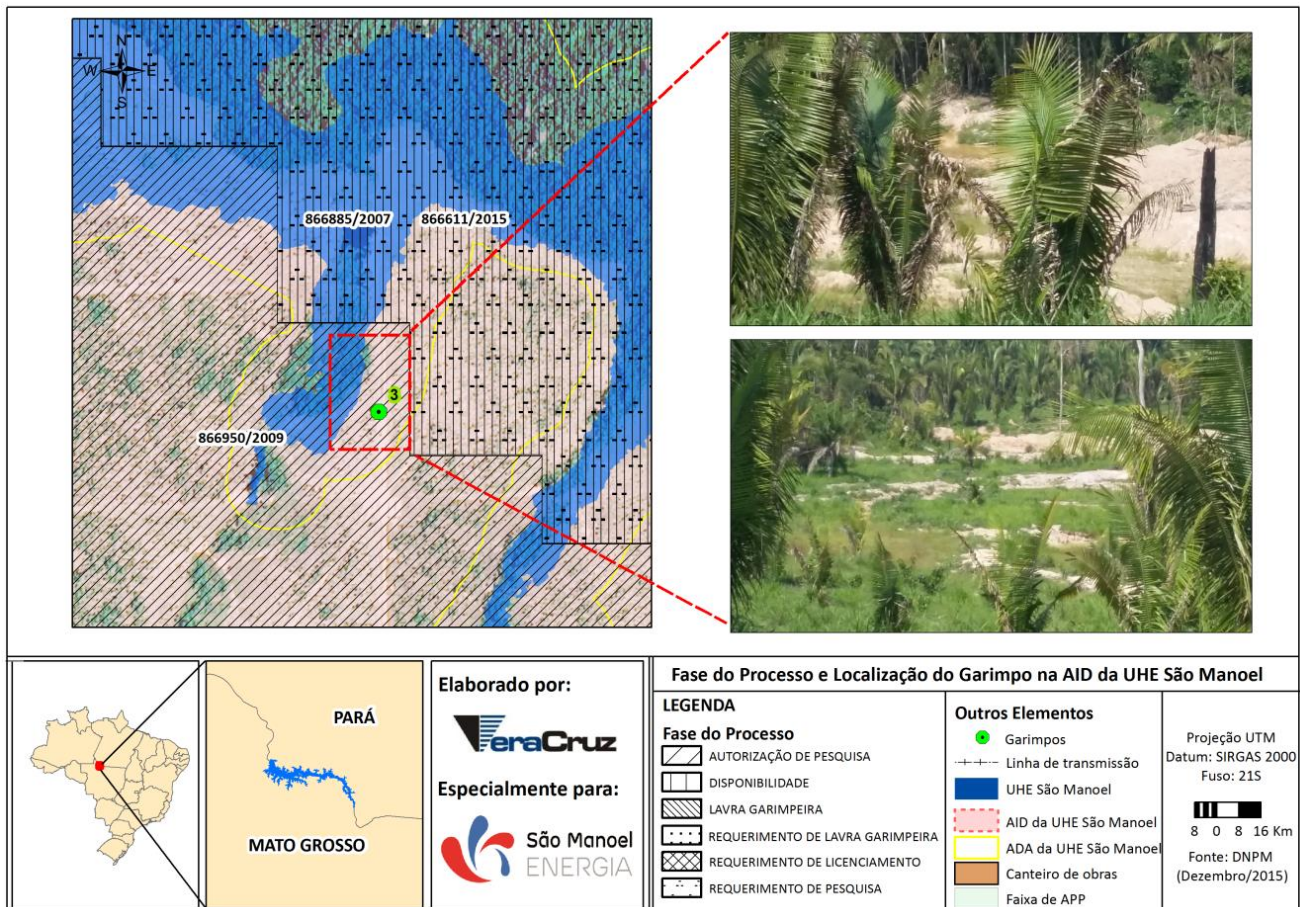 N
W E
S
866885/2007
866611/2015
3
866950/2009
PARÁ
MATO GROSSO
Elaborado por:
VeraCruz
Especialmente para:
São Manoel
ENERGIA
Fase do Processo e Localização do Garimpo na AID da UHE São Manoel
LEGENDA
Fase do Processo
AUTORIZAÇÃO DE PESQUISA
DISPONIBILIDADE
LAVRA GARIMPEIRA
REQUERIMENTO DE LAVRA GARIMPEIRA
REQUERIMENTO DE LICENCIAMENTO
REQUERIMENTO DE PESQUISA
Outros Elementos
Garimpos
Linha de transmissão
UHE São Manoel
AID da UHE São Manoel
ADA da UHE São Manoel
Canteiro de obras
Faixa de APP
Projeção UTM
Datum: SIRGAS 2000
Fuso: 21S
8 0 8 16 Km
Fonte: DNPM
(Dezembro/2015)